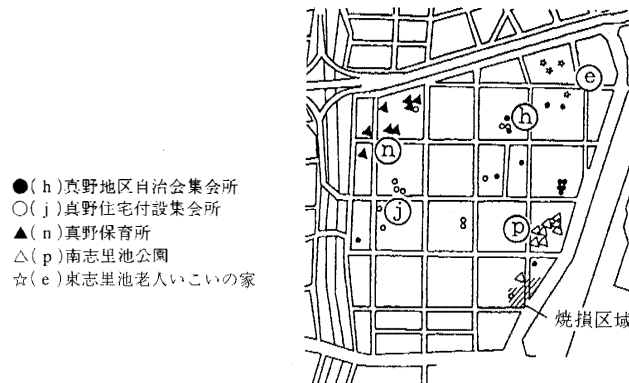 ●(h)真野地区自治会集会所
○(j)真野住宅付設集会所
▲(n)真野保育所
△(p)南志里池公園
☆(e)東志里池老人いこいの家
e
h
n
j
p
焼損区域